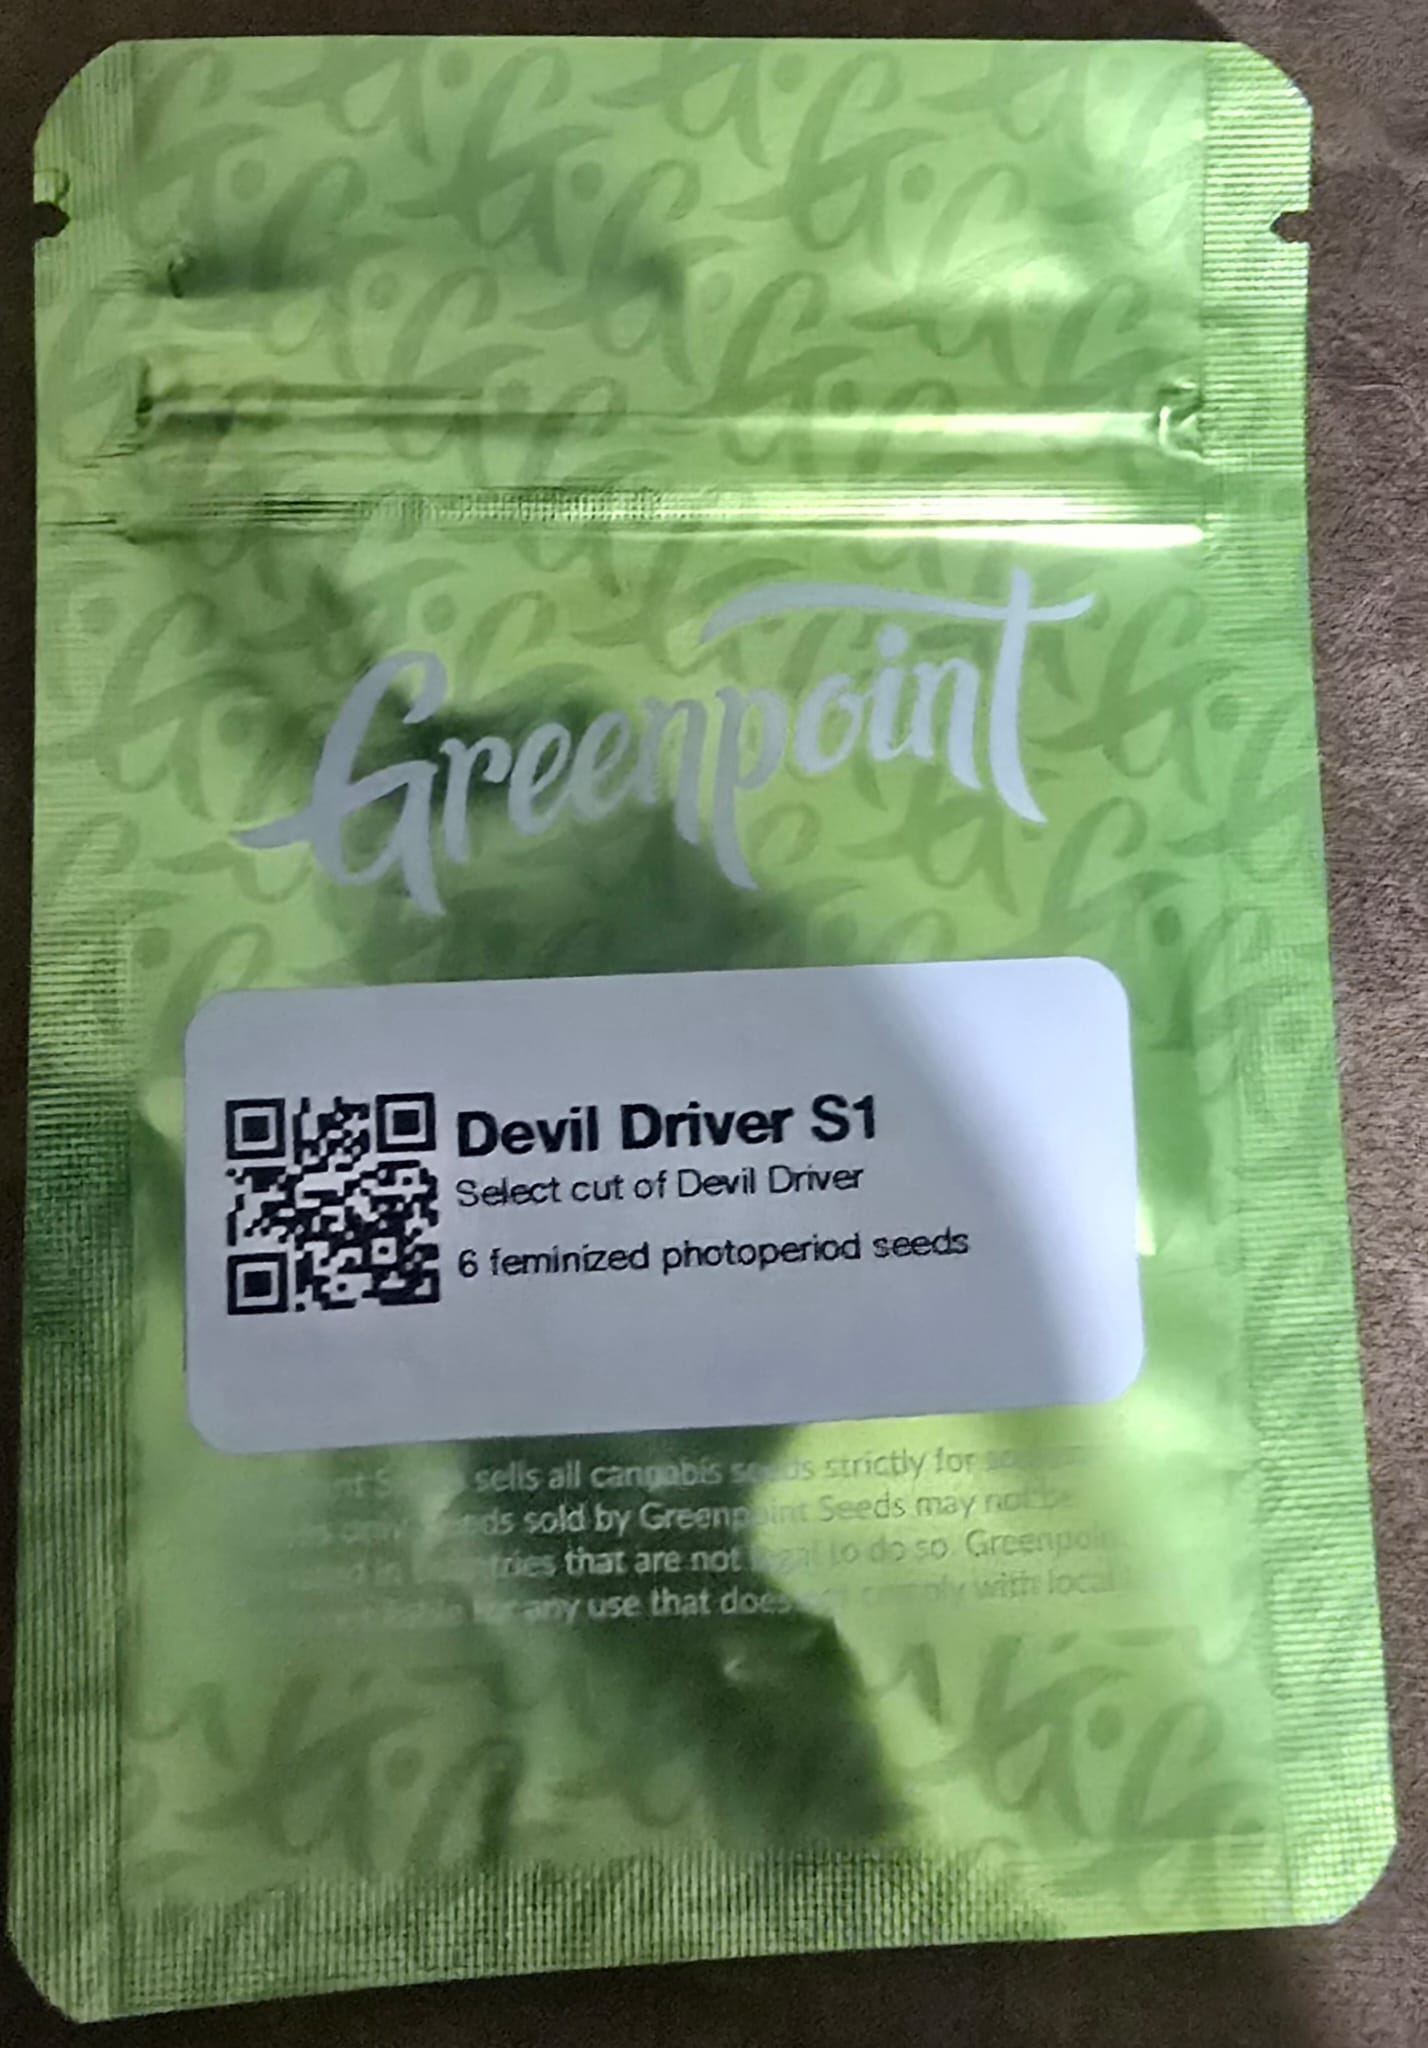 Greenpoint
Devil Driver S1
Select cut of Devil Driver
6 feminized photoperiod seeds
sells all cannabis seeds strictly for
sold by Greenpoint Seeds may not be
that are not legal to do so. Greenpoint
for any use that does not comply with local